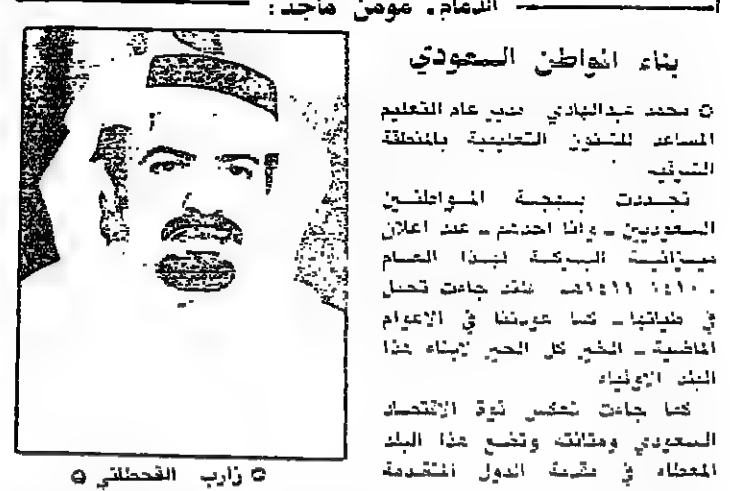 الدمام. مؤمن ماجد:
بناء المواطن السعودي
محمد عبدالهادي مدير عام التعليم
المساعد للشئون التعليمية بالمنطقة
الشرقية
تجددت بهجة المواطنين
السعوديين ـ وانا احدهم ـ عند اعلان
ميزانية المملكة لهذا العام
١٤١٠ ـ ١٤١١هـ فلقد جاءت تحمل
في طياتها ـ كما عودتنا في الاعوام
الماضية ـ الخير كل الخير لابناء هذا
البلد الاوفياء
كما جاءت تعكس قوة الاقتصاد
السعودي ومتانته وتضع هذا البلد
المعطاء في مقدمة الدول المتقدمة
القحطاني